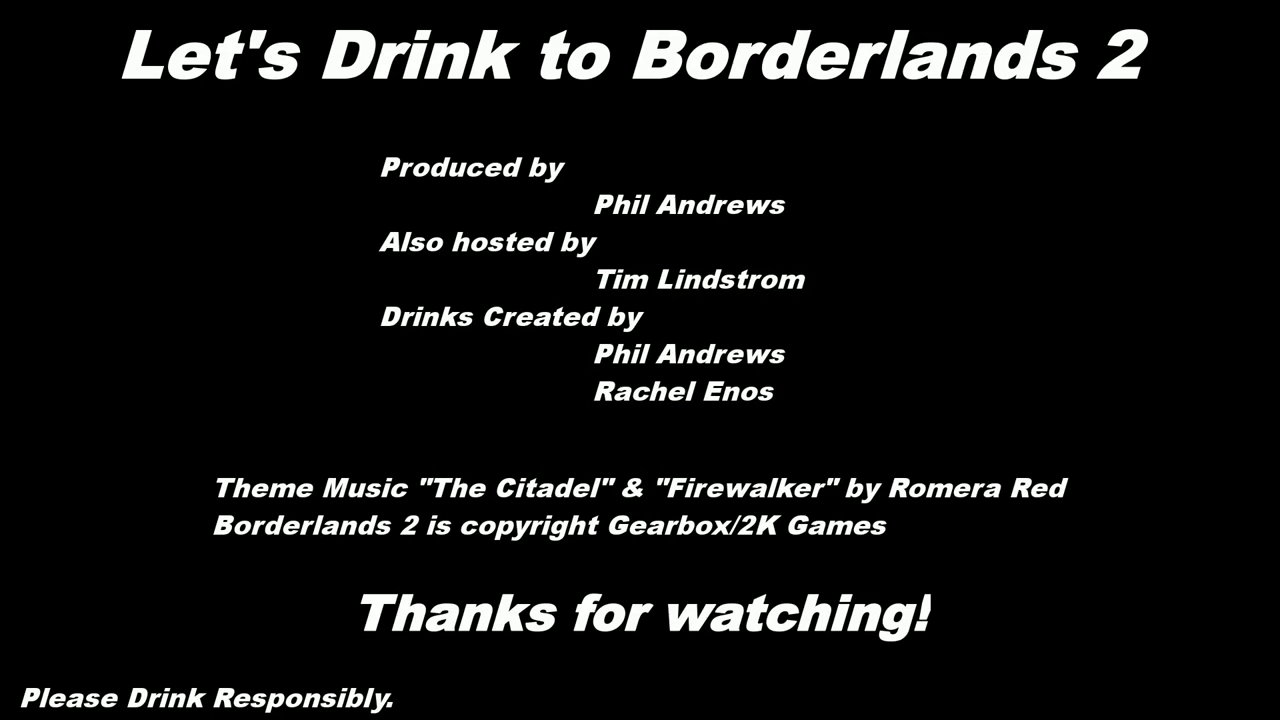 Let's Drink to Borderlands 2
Produced by
Phil Andrews
Also hosted by
Tim Lindstrom
Drinks Created by
Phil Andrews
Rachel Enos
Theme Music "The Citadel" & "Firewalker" by Romera Red
Borderlands 2 is copyright Gearbox/2K Games
Thanks for watching!
Please Drink Responsibly.